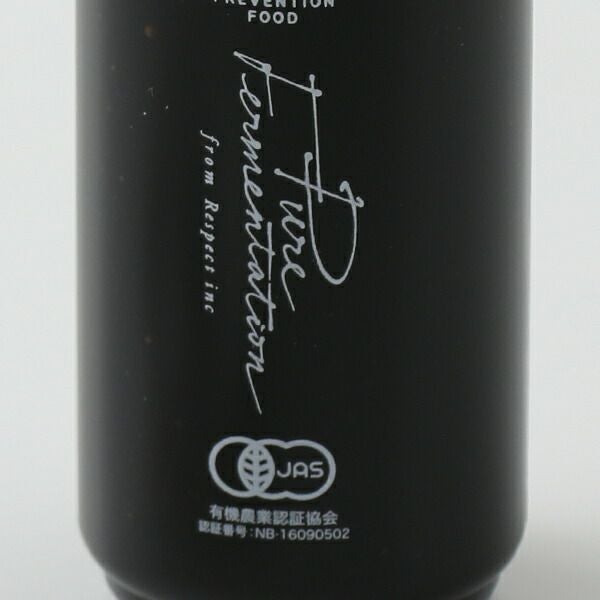 PREVENTION
FOOD
Pure
Fermentation
from Respect inc
JAS
有機農業認証協会
認証番号:NB-16090502